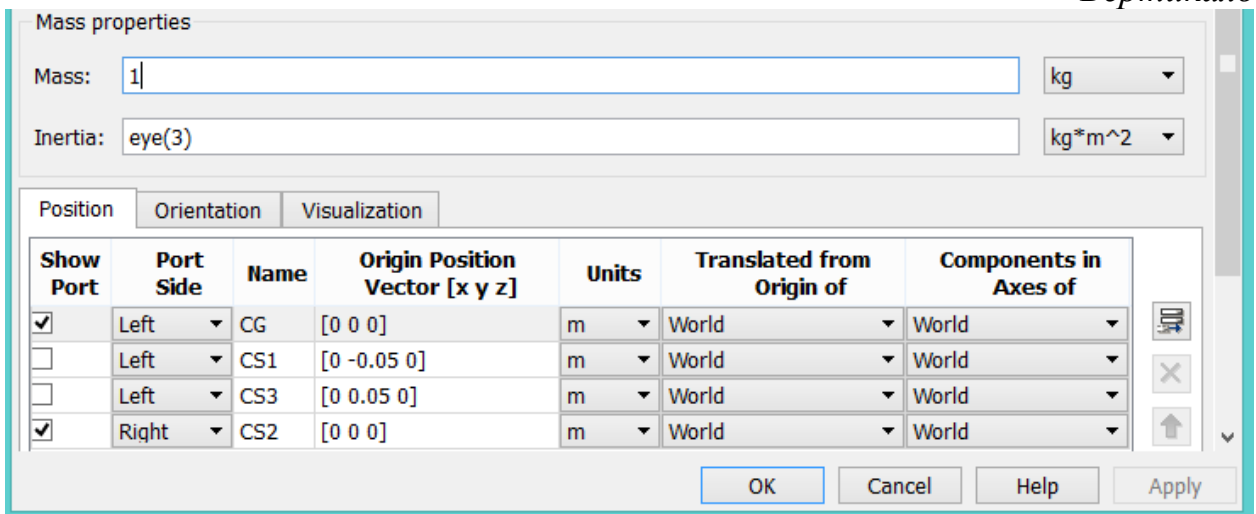 Mass properties
Mass: 1 kg
Inertia: eye(3) kg*m^2
Position Orientation Visualization
Show Port Port Side Name Origin Position Vector [x y z] Units Translated from Origin of Components in Axes of
Left CG [0 0 0] m World World
Left CS1 [0 -0.05 0] m World World
Left CS3 [0 0.05 0] m World World
Right CS2 [0 0 0] m World World
OK Cancel Help Apply